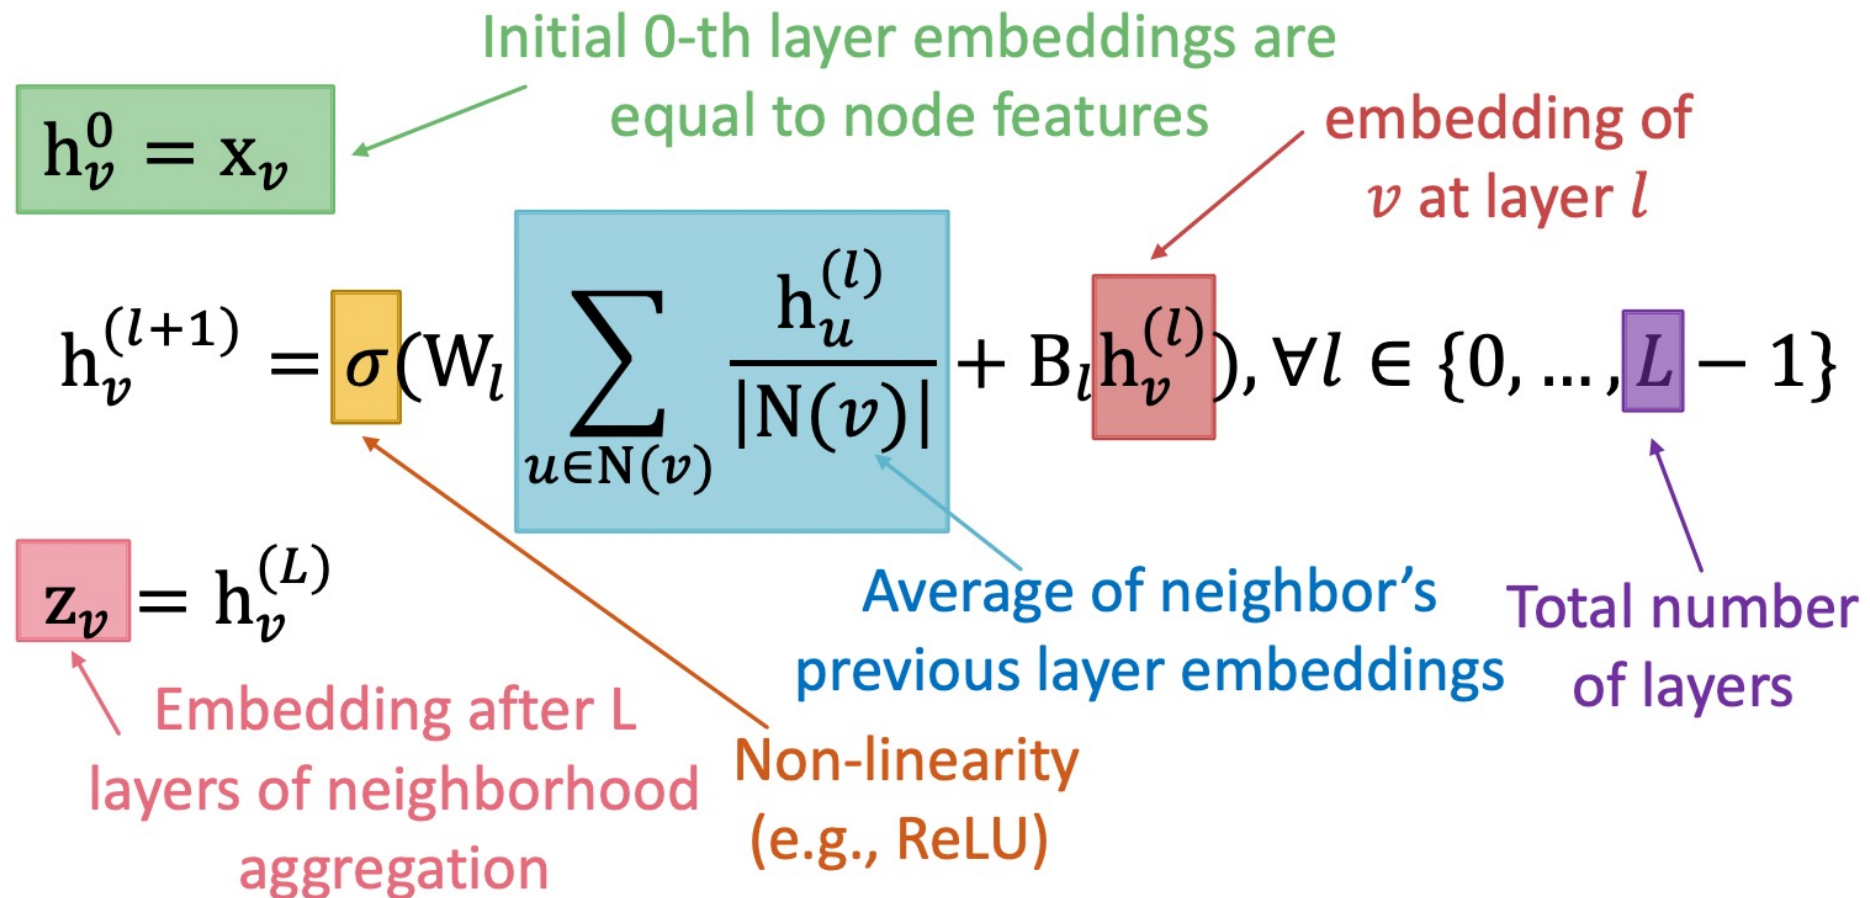 Initial 0-th layer embeddings are
equal to node features
h_v^0 = x_v
embedding of
v at layer l
h_v^{(l+1)} = σ(W_l ∑_{u∈N(v)} h_u^{(l)} / |N(v)| + B_l h_v^{(l)}), ∀l ∈ {0, …, L − 1}
z_v = h_v^{(L)}
Average of neighbor’s
previous layer embeddings
Total number
of layers
Embedding after L
layers of neighborhood
aggregation
Non-linearity
(e.g., ReLU)